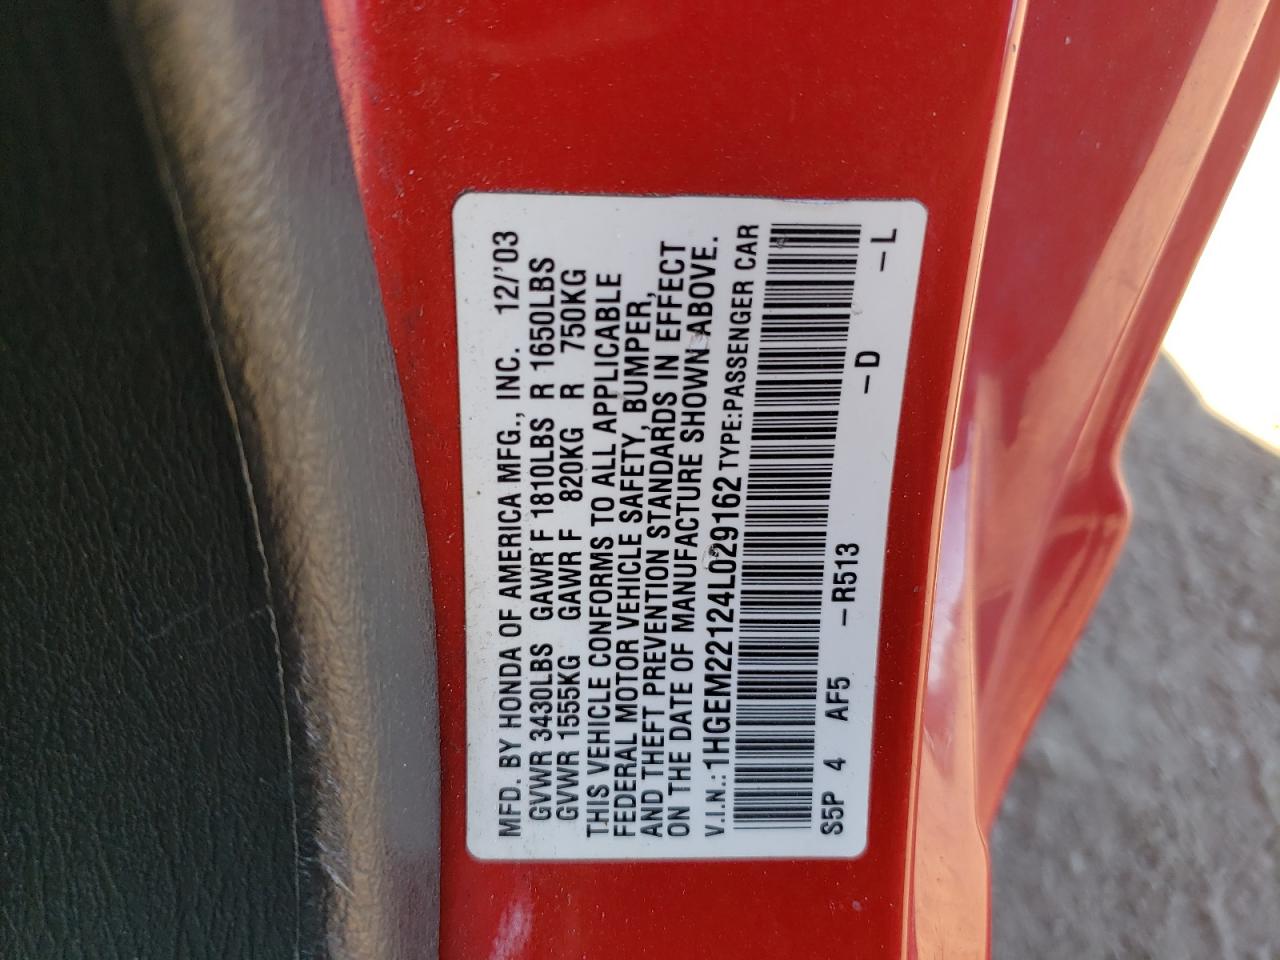 MFD. BY HONDA OF AMERICA MFG., INC. 12/'03
GVWR 3430LBS GAWR F 1810LBS R 1650LBS
GVWR 1555KG GAWR F 820KG R 750KG
THIS VEHICLE CONFORMS TO ALL APPLICABLE
FEDERAL MOTOR VEHICLE SAFETY, BUMPER,
AND THEFT PREVENTION STANDARDS IN EFFECT
ON THE DATE OF MANUFACTURE SHOWN ABOVE.
V.I.N.: 1HGEM22124L029162 TYPE:PASSENGER CAR
S5P 4 AF5 -R513 -D -L